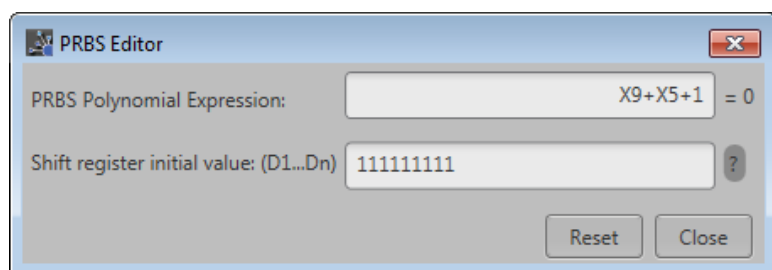 PRBS Editor
PRBS Polynomial Expression: X9+X5+1 = 0
Shift register initial value: (D1...Dn) 111111111 ?
Reset Close